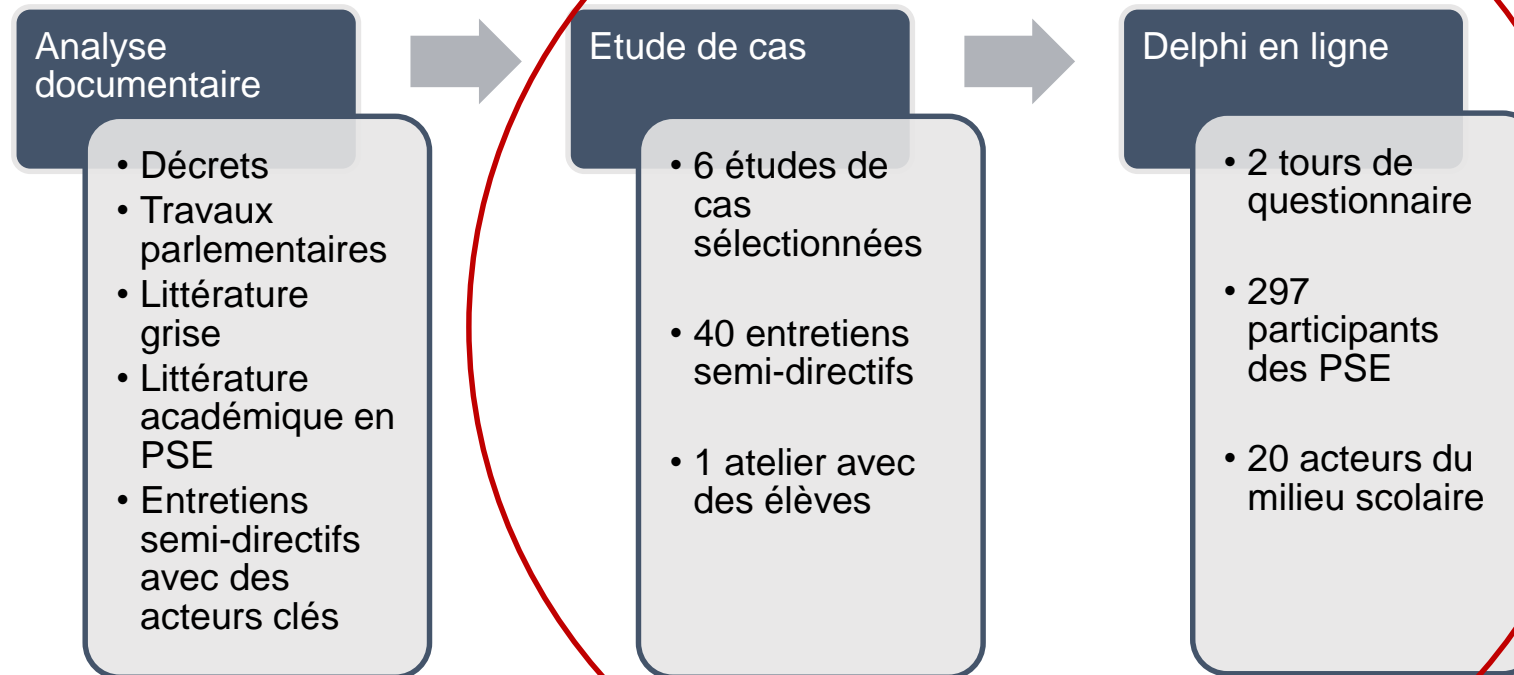 Analyse
documentaire
• Décrets
• Travaux
parlementaires
• Littérature
grise
• Littérature
académique en
PSE
• Entretiens
semi-directifs
avec des
acteurs clés
Etude de cas
• 6 études de
cas
sélectionnées
• 40 entretiens
semi-directifs
• 1 atelier avec
des élèves
Delphi en ligne
• 2 tours de
questionnaire
• 297
participants
des PSE
• 20 acteurs du
milieu scolaire